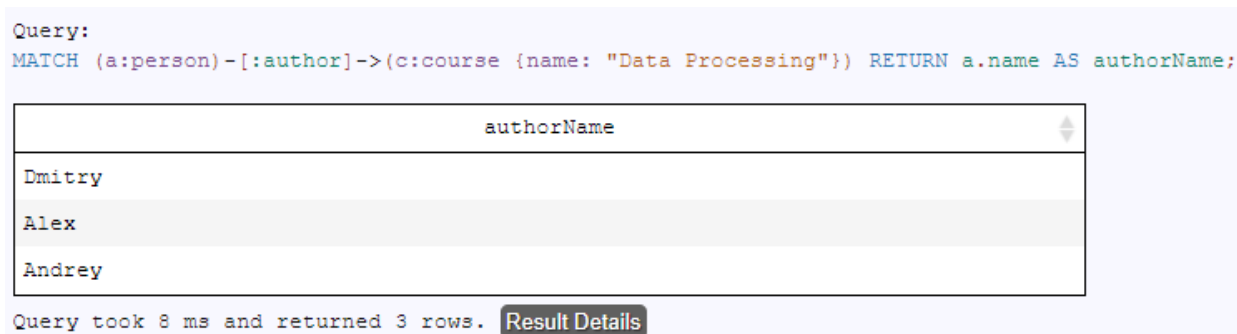 Query:
MATCH (a:person)-[:author]->(c:course {name: "Data Processing"}) RETURN a.name AS authorName;
authorName
Dmitry
Alex
Andrey
Query took 8 ms and returned 3 rows. Result Details